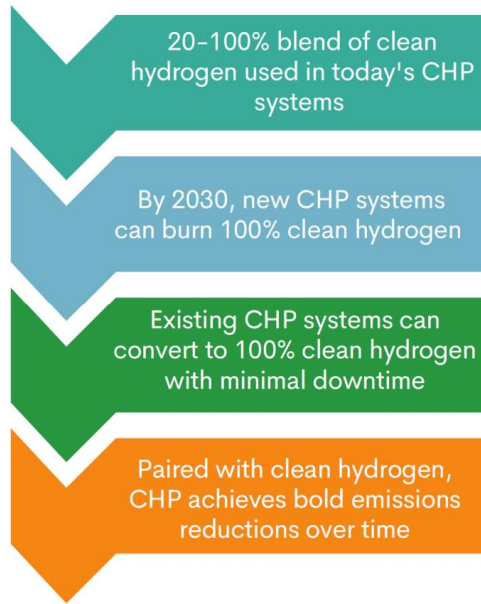 20-100% blend of clean
hydrogen used in today's CHP
systems
By 2030, new CHP systems
can burn 100% clean hydrogen
Existing CHP systems can
convert to 100% clean hydrogen
with minimal downtime
Paired with clean hydrogen,
CHP achieves bold emissions
reductions over time